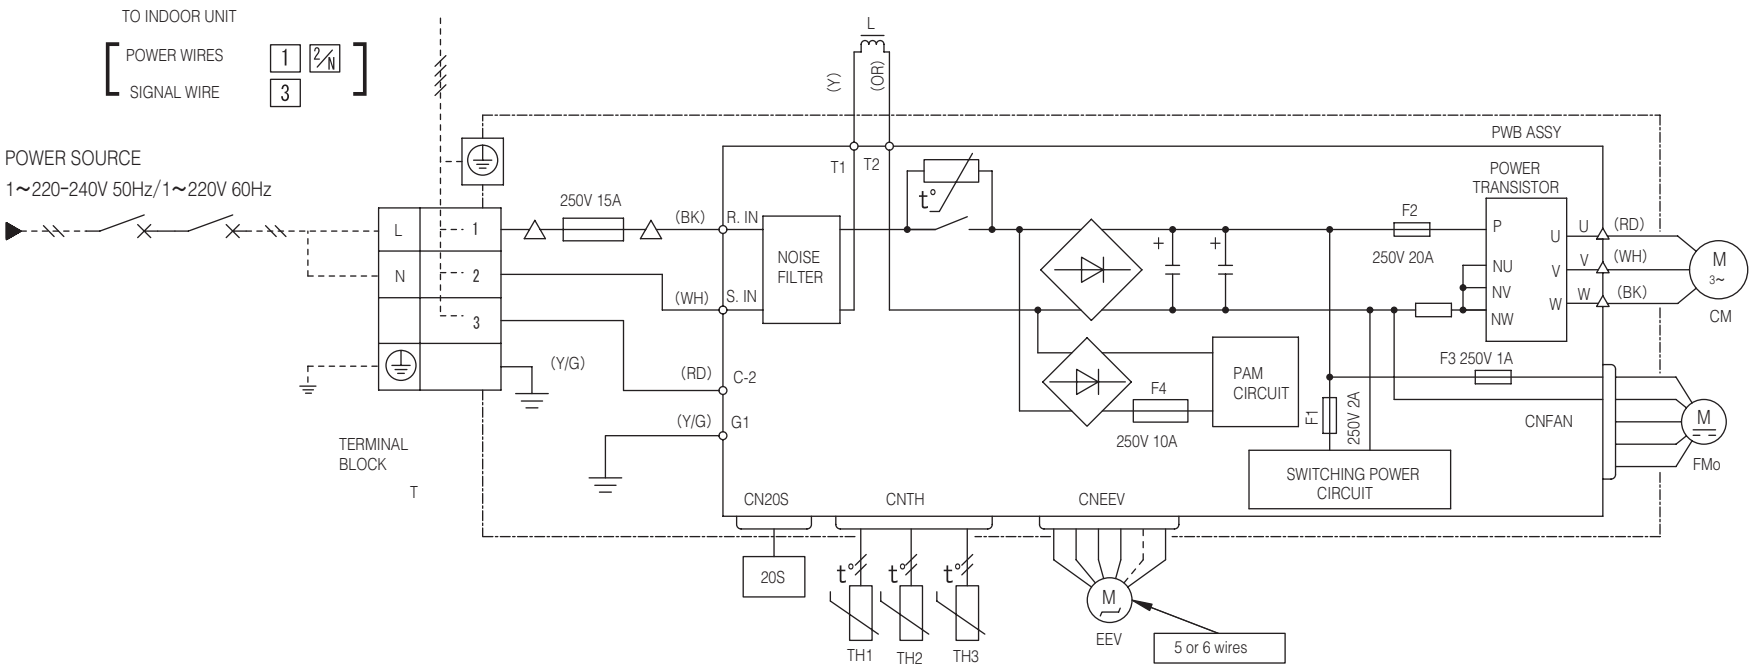 TO INDOOR UNIT
POWER WIRES 1 2/N
SIGNAL WIRE 3
POWER SOURCE
1~220-240V 50Hz/1~220V 60Hz
L
(Y)
(OR)
PWB ASSY
T1
T2
250V 15A
(BK)
R. IN
L
1
N
2
3
(WH)
S. IN
NOISE
FILTER
t°
+
+
F2
250V 20A
POWER
TRANSISTOR
P
NU
NV
NW
U
V
W
U
V
W
(RD)
(WH)
(BK)
M
3~
CM
(Y/G)
(RD)
C-2
(Y/G)
G1
F4
250V 10A
PAM
CIRCUIT
F1
250V 2A
F3 250V 1A
CNFAN
M
FMo
SWITCHING POWER
CIRCUIT
TERMINAL
BLOCK
T
CN20S
CNTH
CNEEV
20S
t°
t°
t°
TH1
TH2
TH3
M
EEV
5 or 6 wires